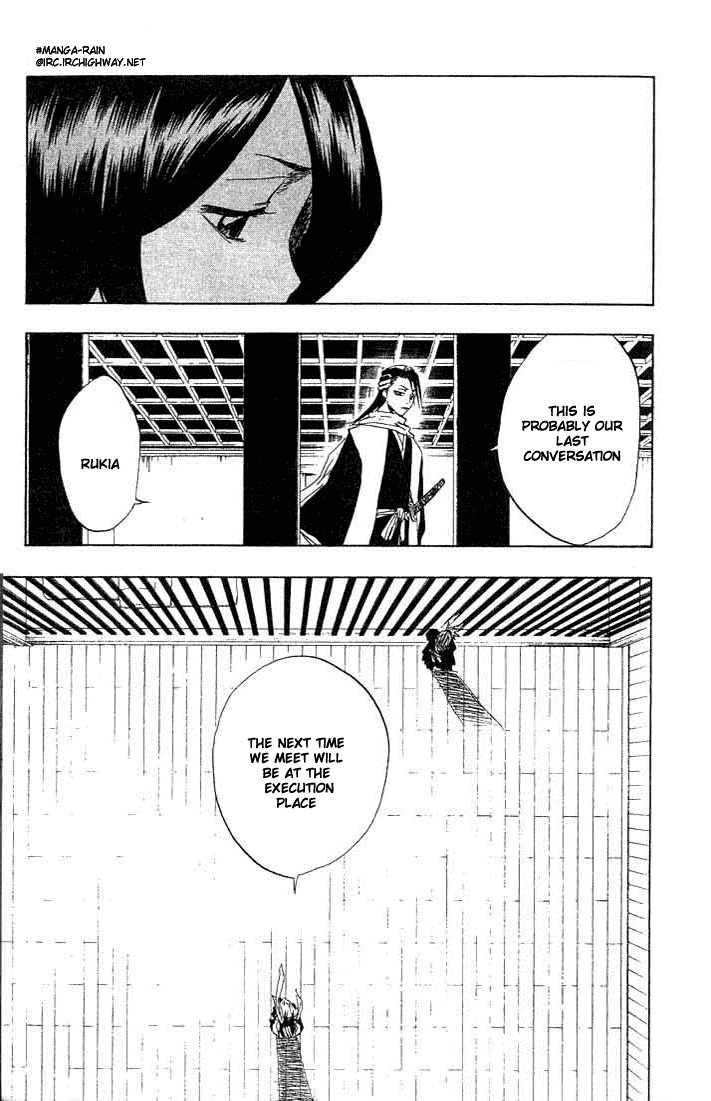 #MANGA-RAIN
@IRC.IRCHIGHWAY.NET
THIS IS
PROBABLY OUR
LAST
CONVERSATION
RUKIA
THE NEXT TIME
WE MEET WILL
BE AT THE
EXECUTION
PLACE